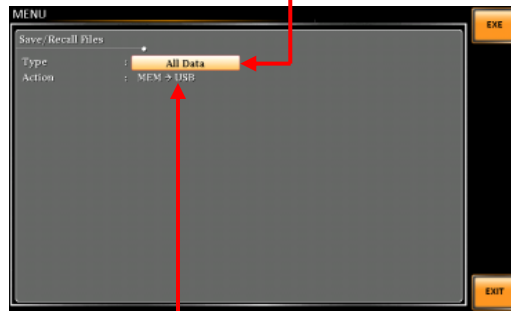 MENU
EXE
Save/Recall Files
Type : All Data
Action : MEM → USB
EXIT